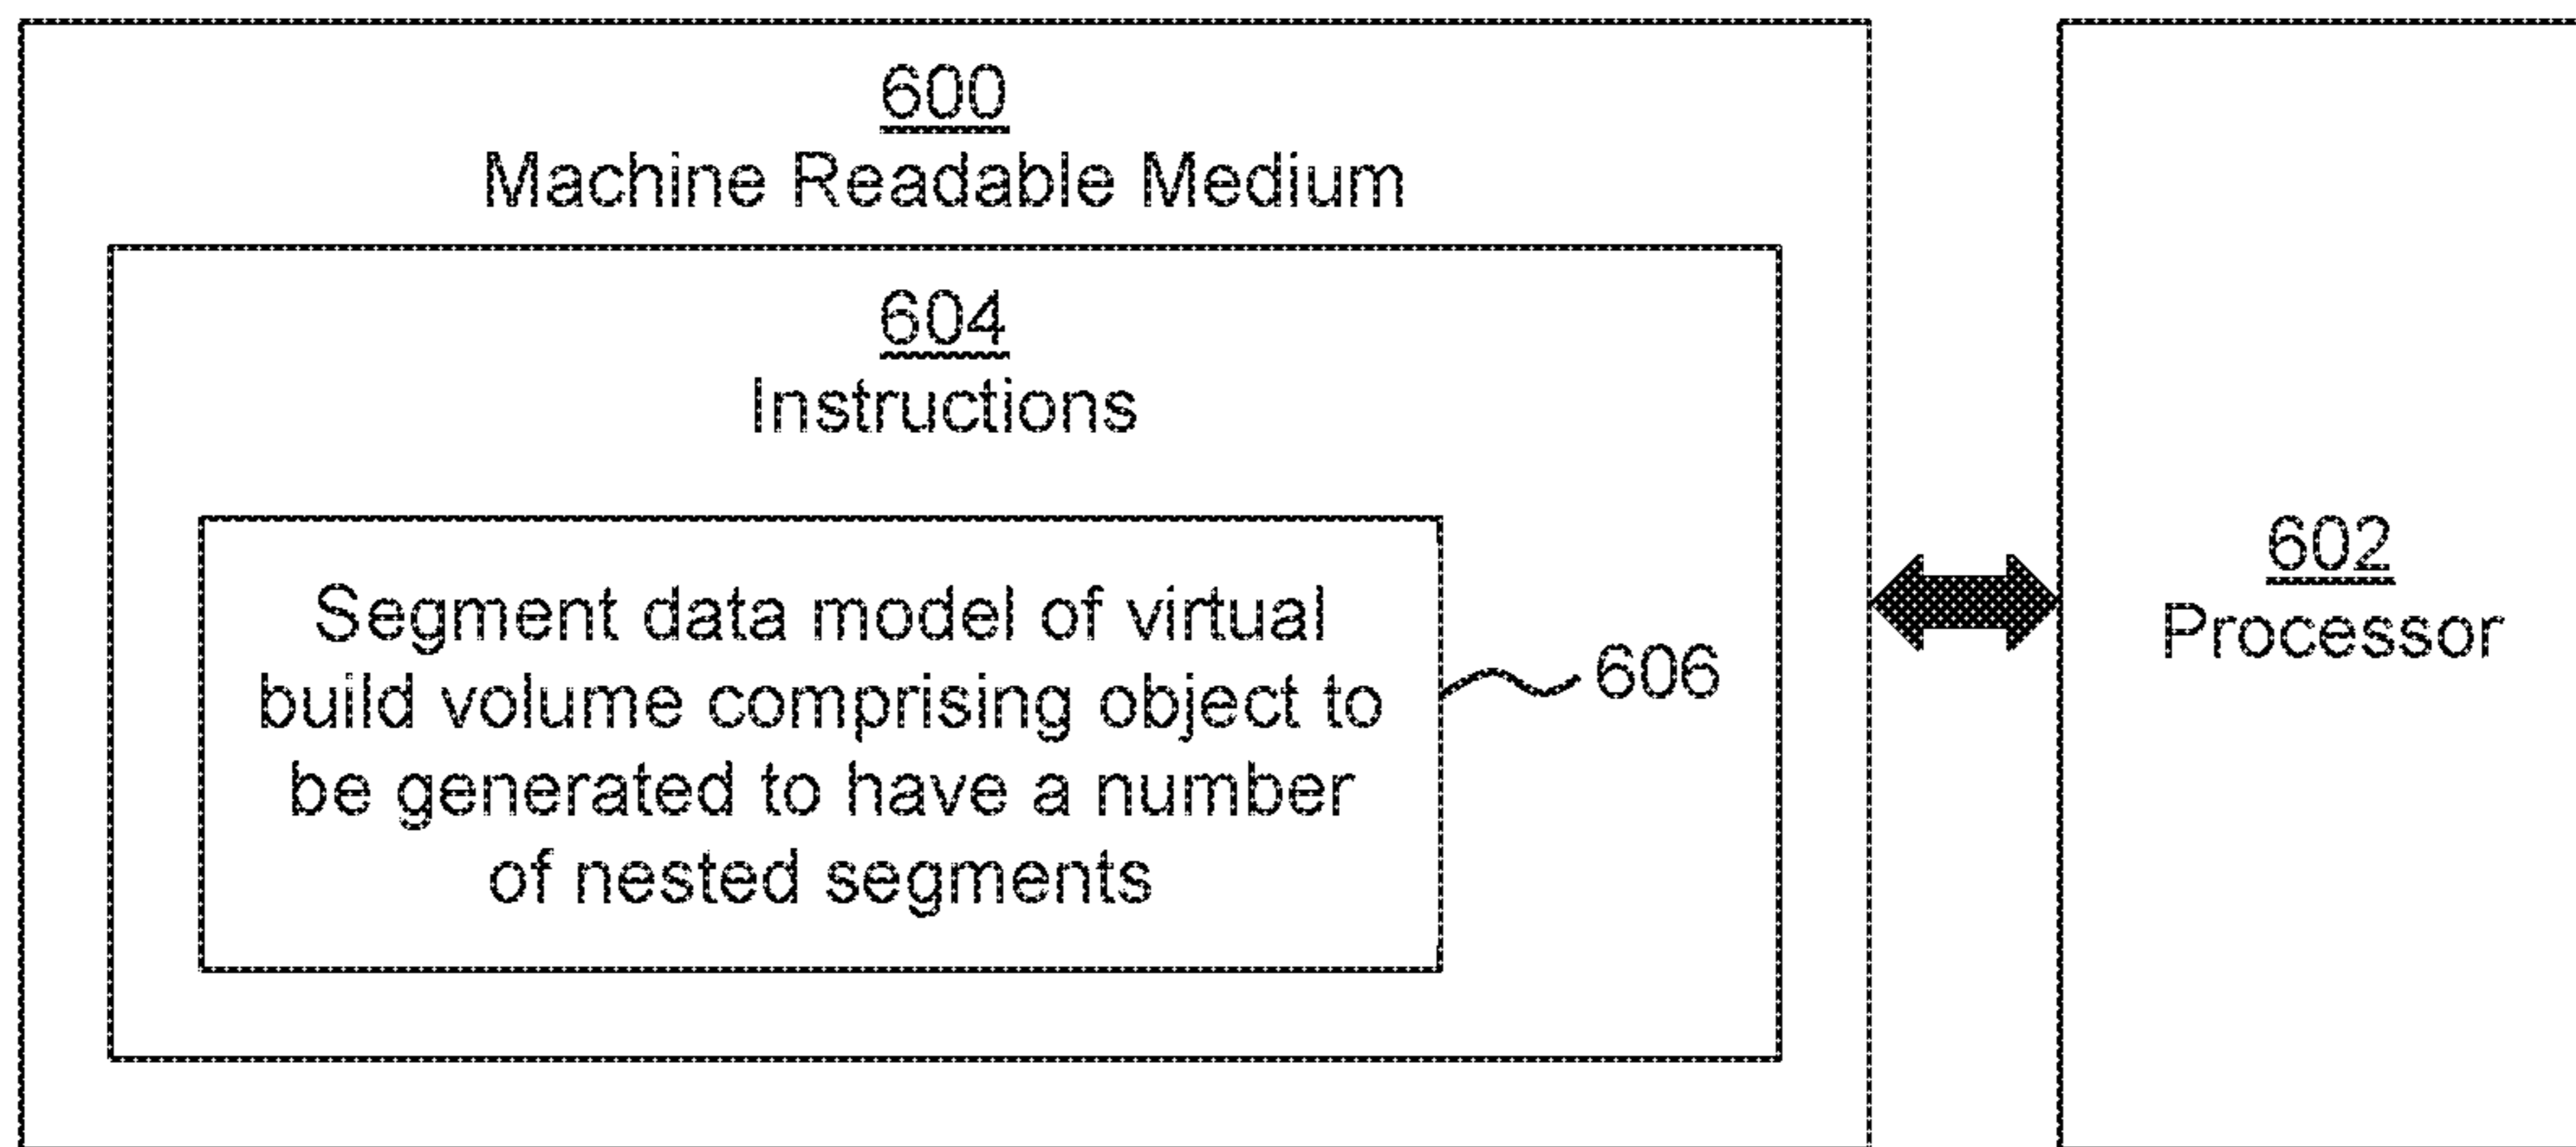 600
Machine Readable Medium
604
Instructions
Segment data model of virtual
build volume comprising object to
be generated to have a number
of nested segments
606
602
Processor